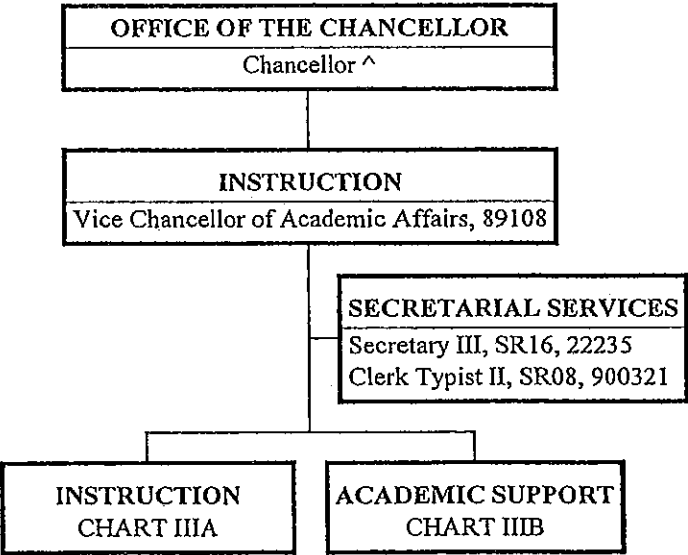 OFFICE OF THE CHANCELLOR
Chancellor ^
INSTRUCTION
Vice Chancellor of Academic Affairs, 89108
SECRETARIAL SERVICES
Secretary III, SR16, 22235
Clerk Typist II, SR08, 900321
INSTRUCTION
CHART IIIA
ACADEMIC SUPPORT
CHART IIIB